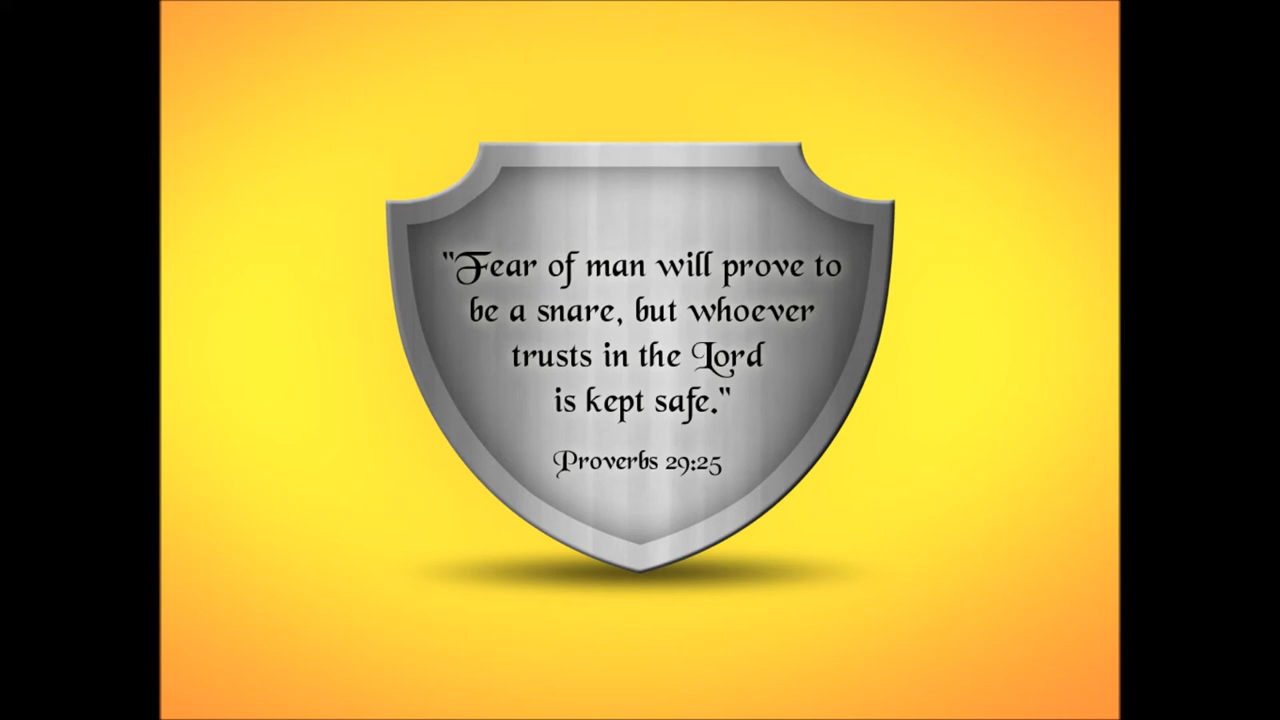 "Fear of man will prove to
be a snare, but whoever
trusts in the Lord
is kept safe."
Proverbs 29:25